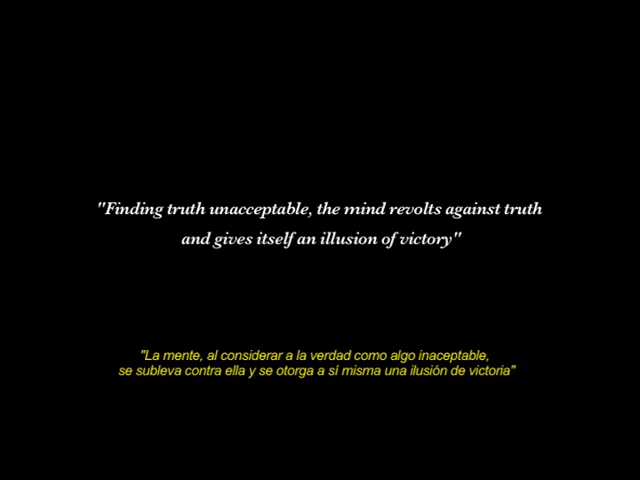 "Finding truth unacceptable, the mind revolts against truth
and gives itself an illusion of victory"
"La mente, al considerar a la verdad como algo inaceptable,
se subleva contra ella y se otorga a sí misma una ilusión de victoria"